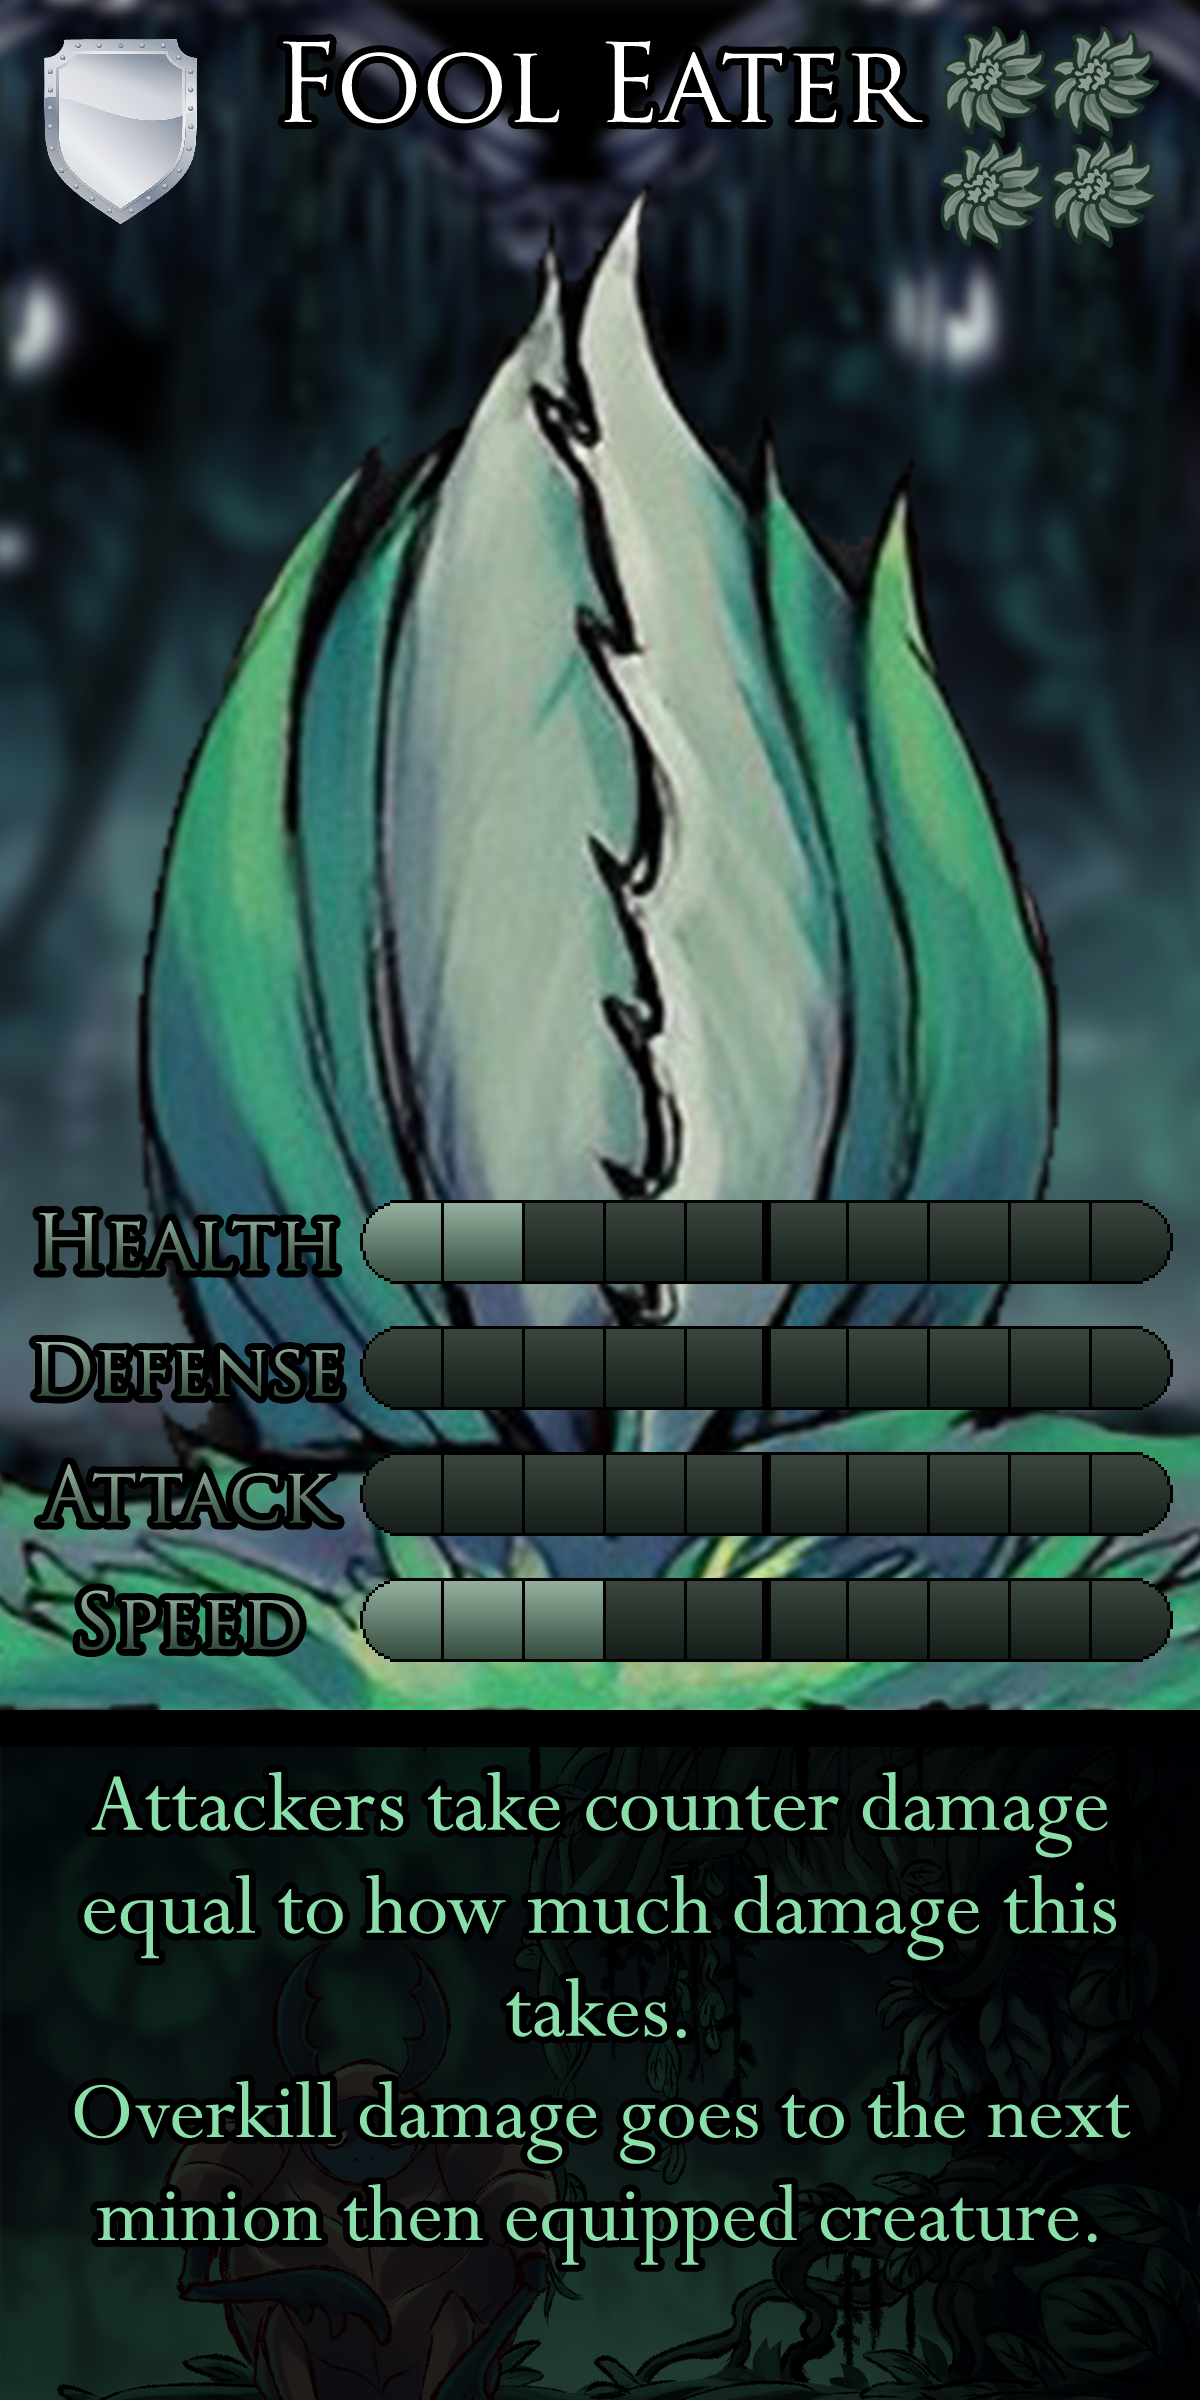 Fool Eater
Health
Defense
Attack
Speed
Attackers take counter damage
equal to how much damage this
takes.
Overkill damage goes to the next
minion then equipped creature.